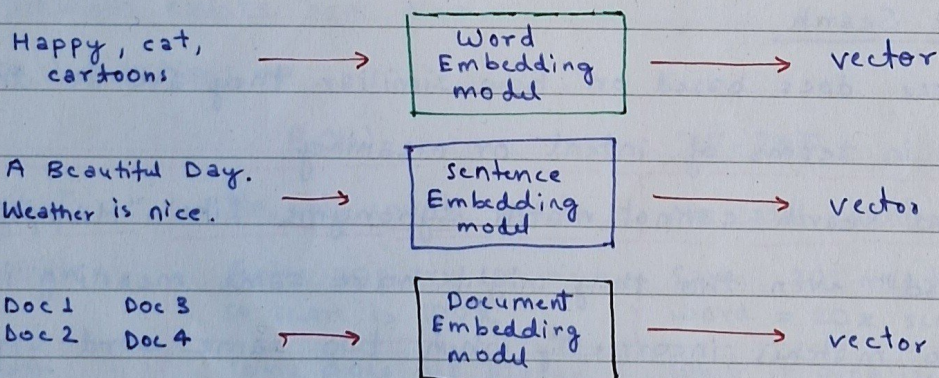 Happy, cat,
cartoons
Word
Embedding
model
vector
A Beautiful Day.
Weather is nice.
Sentence
Embedding
model
vector
Doc 1 Doc 3
Doc 2 Doc 4
Document
Embedding
model
vector